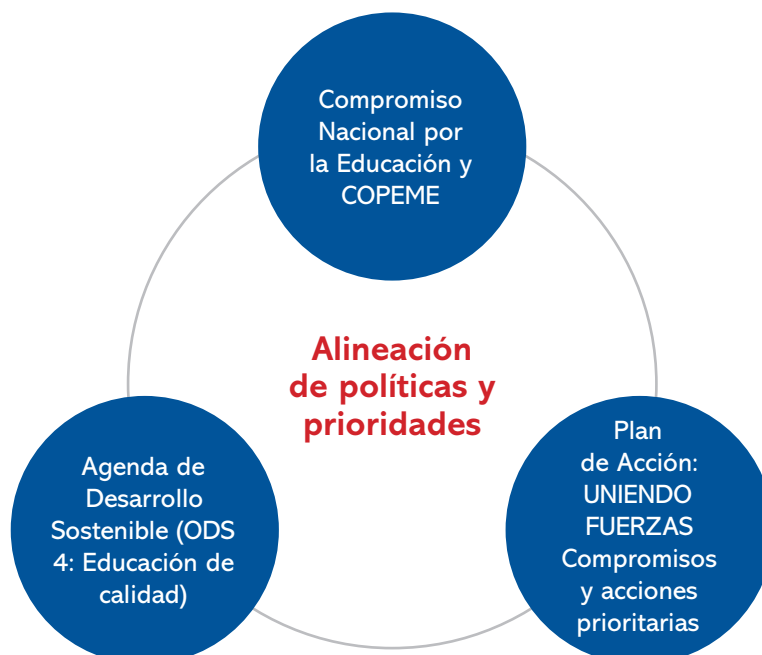 Compromiso
Nacional por
la Educación y
COPEME
Alineación
de políticas y
prioridades
Agenda de
Desarrollo
Sostenible (ODS
4: Educación de
calidad)
Plan
de Acción:
UNIENDO
FUERZAS
Compromisos
y acciones
prioritarias